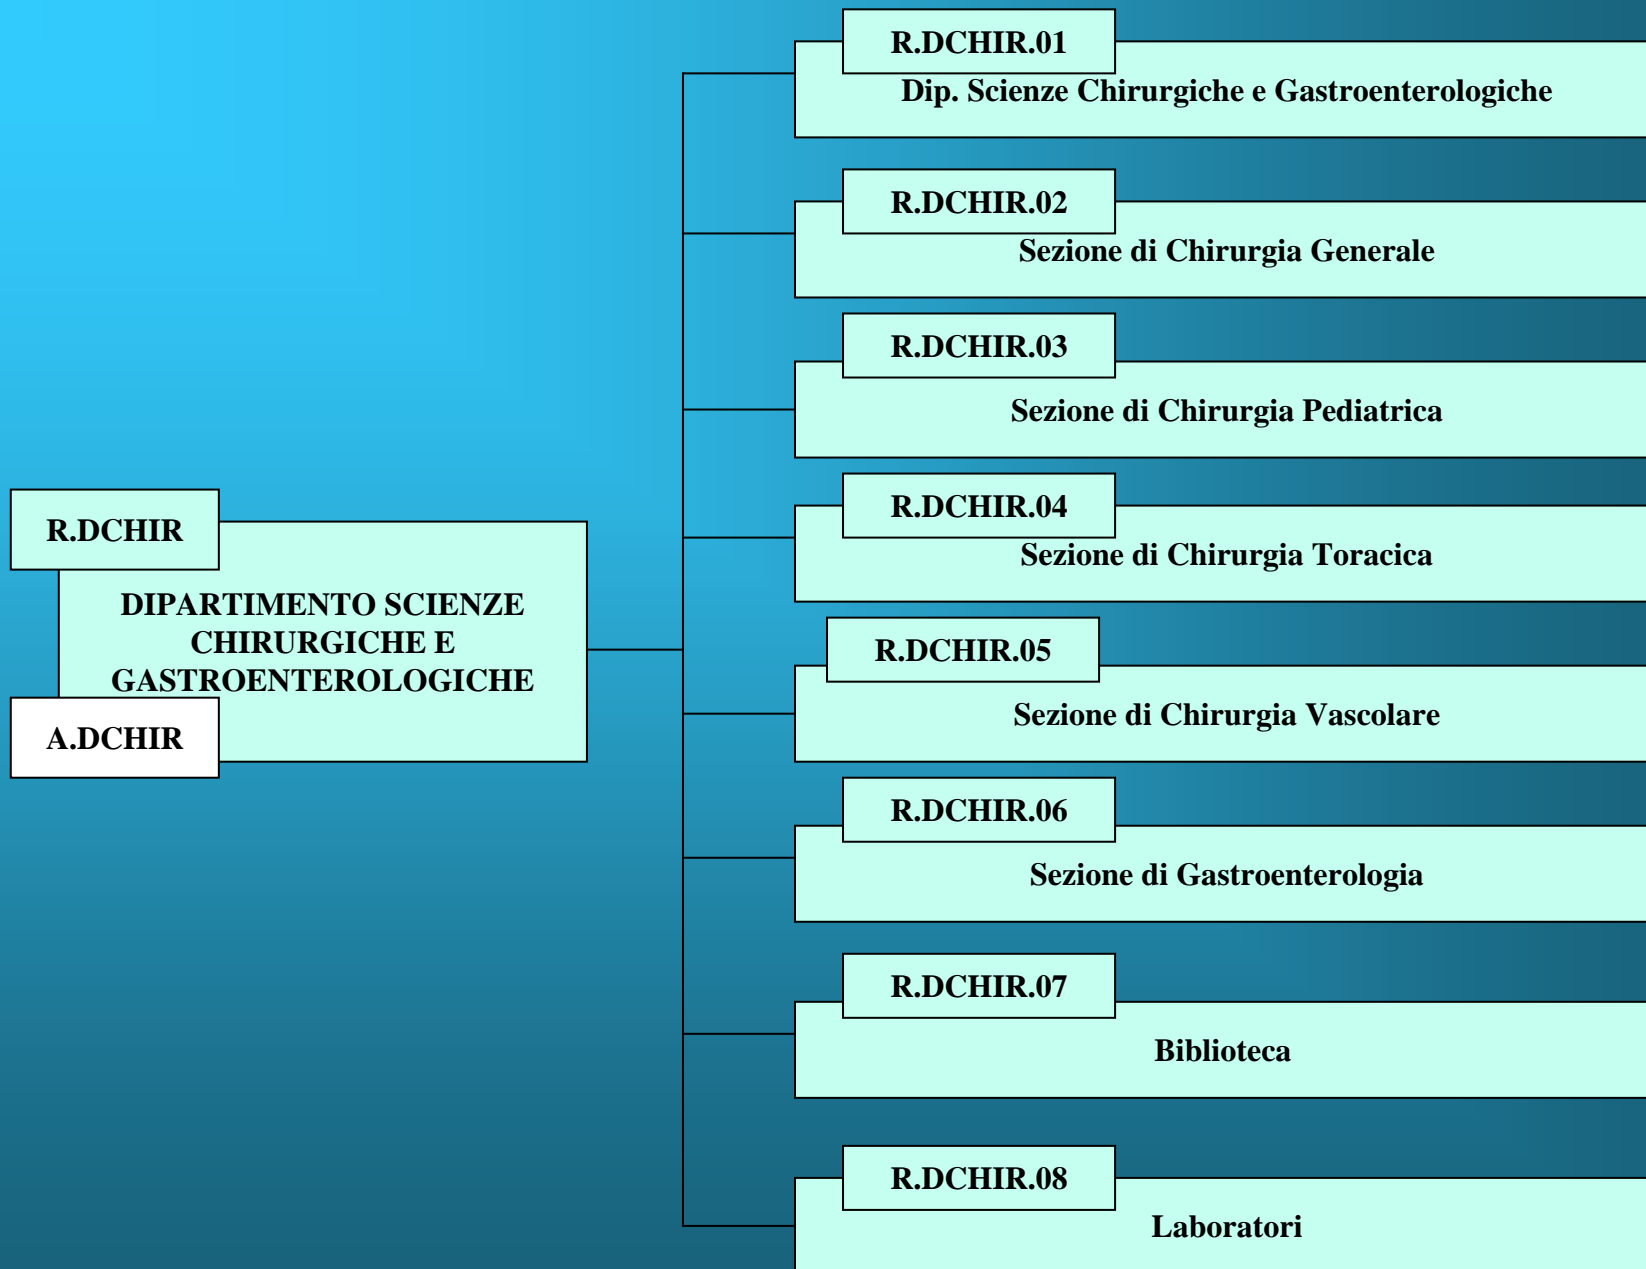 R.DCHIR
DIPARTIMENTO SCIENZE
CHIRURGICHE E
GASTROENTEROLOGICHE
A.DCHIR
R.DCHIR.01
Dip. Scienze Chirurgiche e Gastroenterologiche
R.DCHIR.02
Sezione di Chirurgia Generale
R.DCHIR.03
Sezione di Chirurgia Pediatrica
R.DCHIR.04
Sezione di Chirurgia Toracica
R.DCHIR.05
Sezione di Chirurgia Vascolare
R.DCHIR.06
Sezione di Gastroenterologia
R.DCHIR.07
Biblioteca
R.DCHIR.08
Laboratori